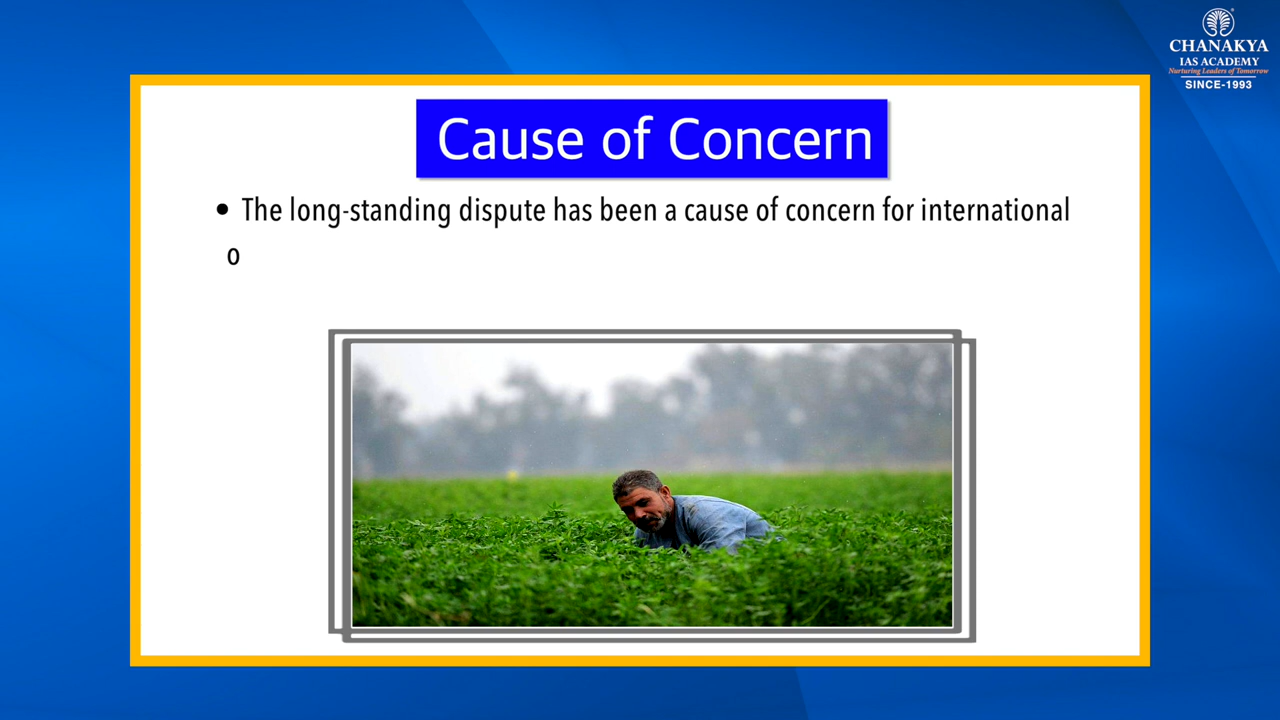 CHANAKYA
IAS ACADEMY
Nurturing Leaders of Tomorrow
SINCE-1993
Cause of Concern
• The long-standing dispute has been a cause of concern for international
o